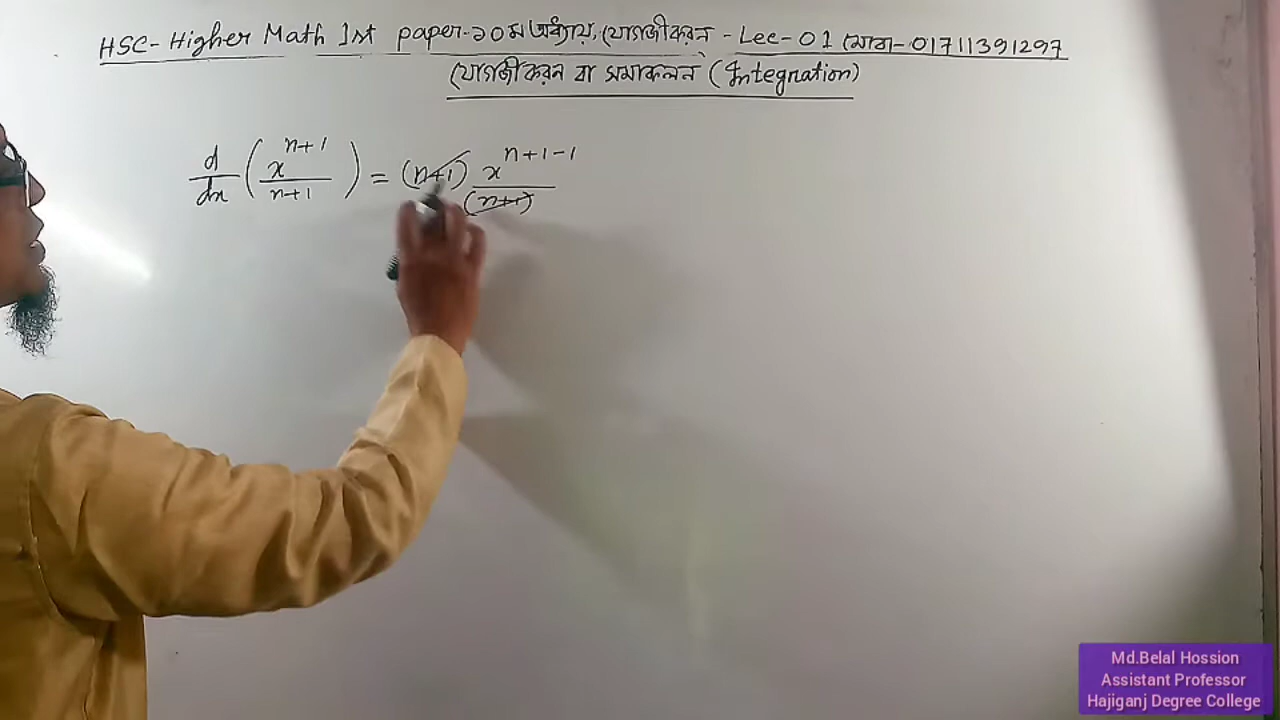 HSC- Higher Math 1st paper-১০ম অধ্যায়, যোগজীকরন - Lec-01 মোবা-01711391297
যোগজীকরন বা সমাকলন (Integration)
d/dx (x^(n+1)/(n+1)) = (n+1) x^(n+1-1)/(n+1)
Md.Belal Hossion
Assistant Professor
Hajiganj Degree College